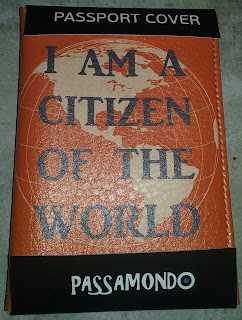 PASSPORT COVER
I AM A
CITIZEN
OF THE
WORLD
PASSAMONDO